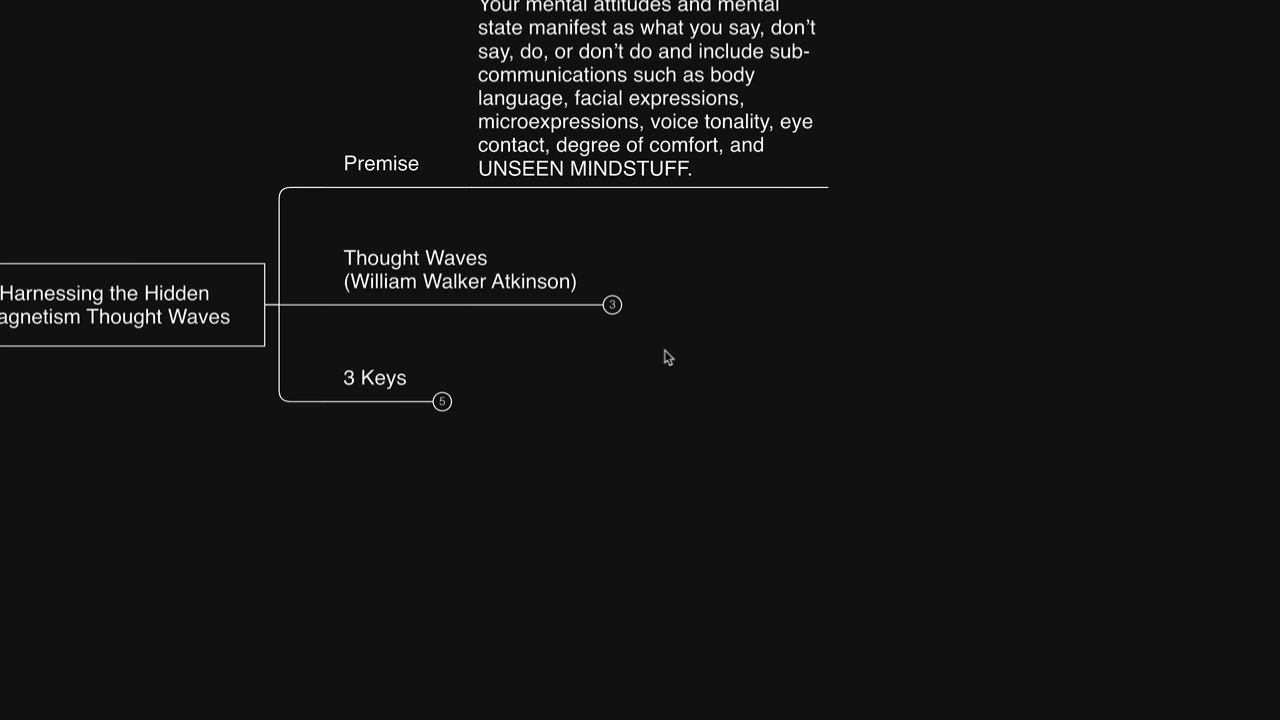 Your mental attitudes and mental
state manifest as what you say, don’t
say, do, or don’t do and include sub-
communications such as body
language, facial expressions,
microexpressions, voice tonality, eye
contact, degree of comfort, and
UNSEEN MINDSTUFF.
Premise
Thought Waves
(William Walker Atkinson)
3
Harnessing the Hidden
agnetism Thought Waves
3 Keys
5